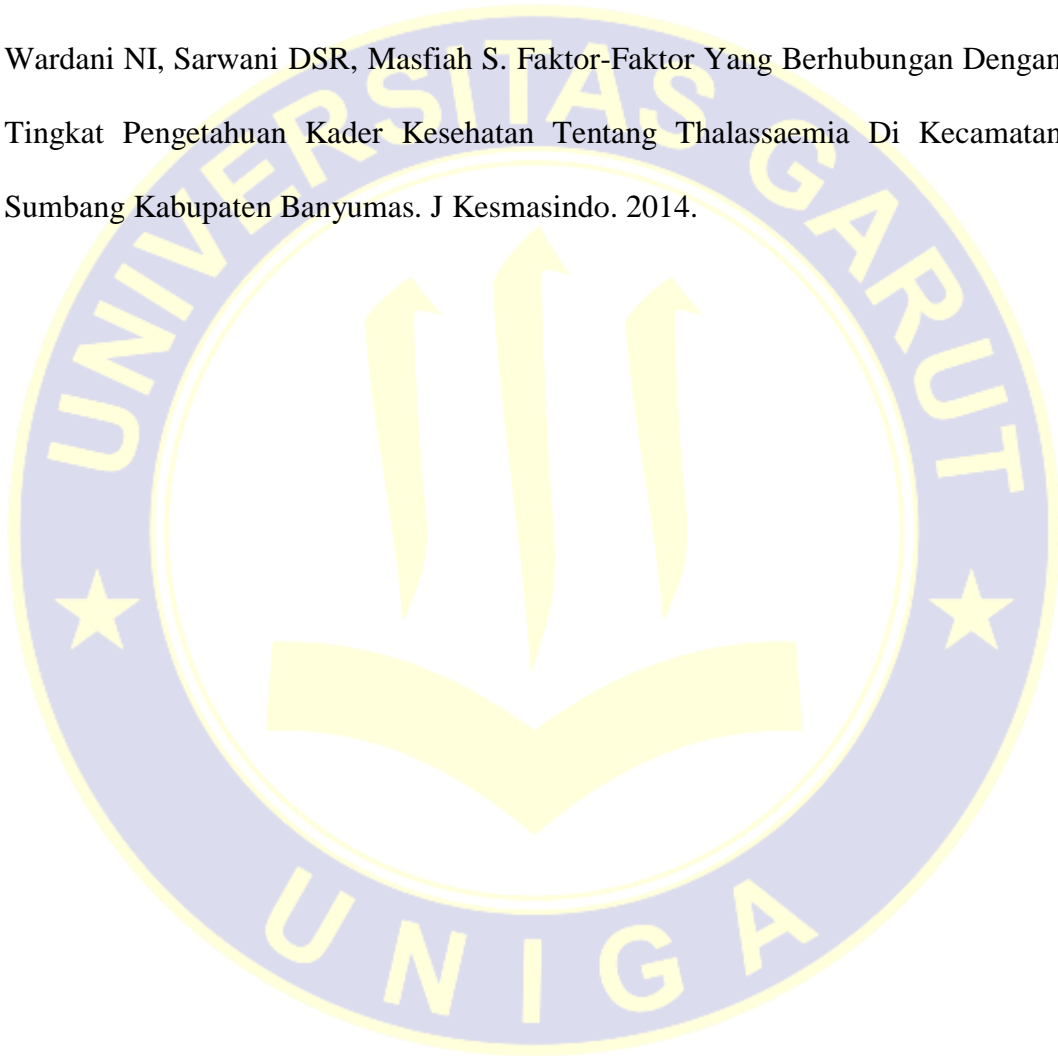 Wardani NI, Sarwani DSR, Masfiah S. Faktor-Faktor Yang Berhubungan Dengan
Tingkat Pengetahuan Kader Kesehatan Tentang Thalassaemia Di Kecamatan
Sumbang Kabupaten Banyumas. J Kesmasindo. 2014.
UNIVERSITAS GARUT
UNIGA